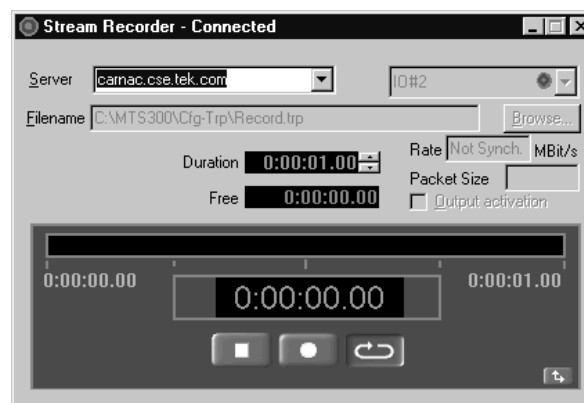 Stream Recorder - Connected
Server carnac.cse.tek.com IO#2
Filename C:\MTS300\Cfg-Trp\Record.trp Browse...
Duration 0:00:01.00 Rate Not Synch. MBit/s
Packet Size
Free 0:00:00.00 Output activation
0:00:00.00 0:00:00.00 0:00:01.00